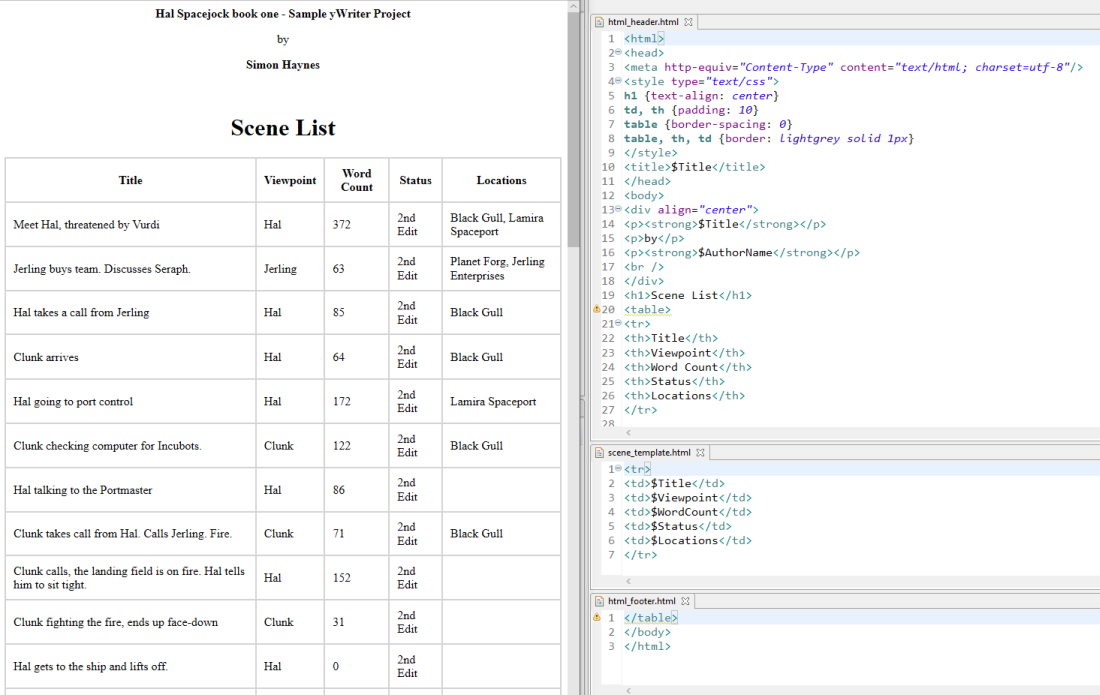 Hal Spacejock book one - Sample yWriter Project
by
Simon Haynes
Scene List
Title Viewpoint Word Count Status Locations
Meet Hal, threatened by Vurdi Hal 372 2nd Edit Black Gull, Lamira Spaceport
Jerling buys team. Discusses Seraph. Jerling 63 2nd Edit Planet Forg, Jerling Enterprises
Hal takes a call from Jerling Hal 85 2nd Edit Black Gull
Clunk arrives Hal 64 2nd Edit Black Gull
Hal going to port control Hal 172 2nd Edit Lamira Spaceport
Clunk checking computer for Incubots. Clunk 122 2nd Edit Black Gull
Hal talking to the Portmaster Hal 86 2nd Edit
Clunk takes call from Hal. Calls Jerling. Fire. Clunk 71 2nd Edit Black Gull
Clunk calls, the landing field is on fire. Hal tells him to sit tight. Hal 152 2nd Edit
Clunk fighting the fire, ends up face-down Clunk 31 2nd Edit
Hal gets to the ship and lifts off. Hal 0 2nd Edit
html_header.html
1 <html>
2 <head>
3 <meta http-equiv="Content-Type" content="text/html; charset=utf-8"/>
4 <style type="text/css">
5 h1 {text-align: center}
6 td, th {padding: 10}
7 table {border-spacing: 0}
8 table, th, td {border: lightgrey solid 1px}
9 </style>
10 <title>$Title</title>
11 </head>
12 <body>
13 <div align="center">
14 <p><strong>$Title</strong></p>
15 <p>by</p>
16 <p><strong>$AuthorName</strong></p>
17 <br />
18 </div>
19 <h1>Scene List</h1>
20 <table>
21 <tr>
22 <th>Title</th>
23 <th>Viewpoint</th>
24 <th>Word Count</th>
25 <th>Status</th>
26 <th>Locations</th>
27 </tr>
28
scene_template.html
1 <tr>
2 <td>$Title</td>
3 <td>$Viewpoint</td>
4 <td>$WordCount</td>
5 <td>$Status</td>
6 <td>$Locations</td>
7 </tr>
html_footer.html
1 </table>
2 </body>
3 </html>